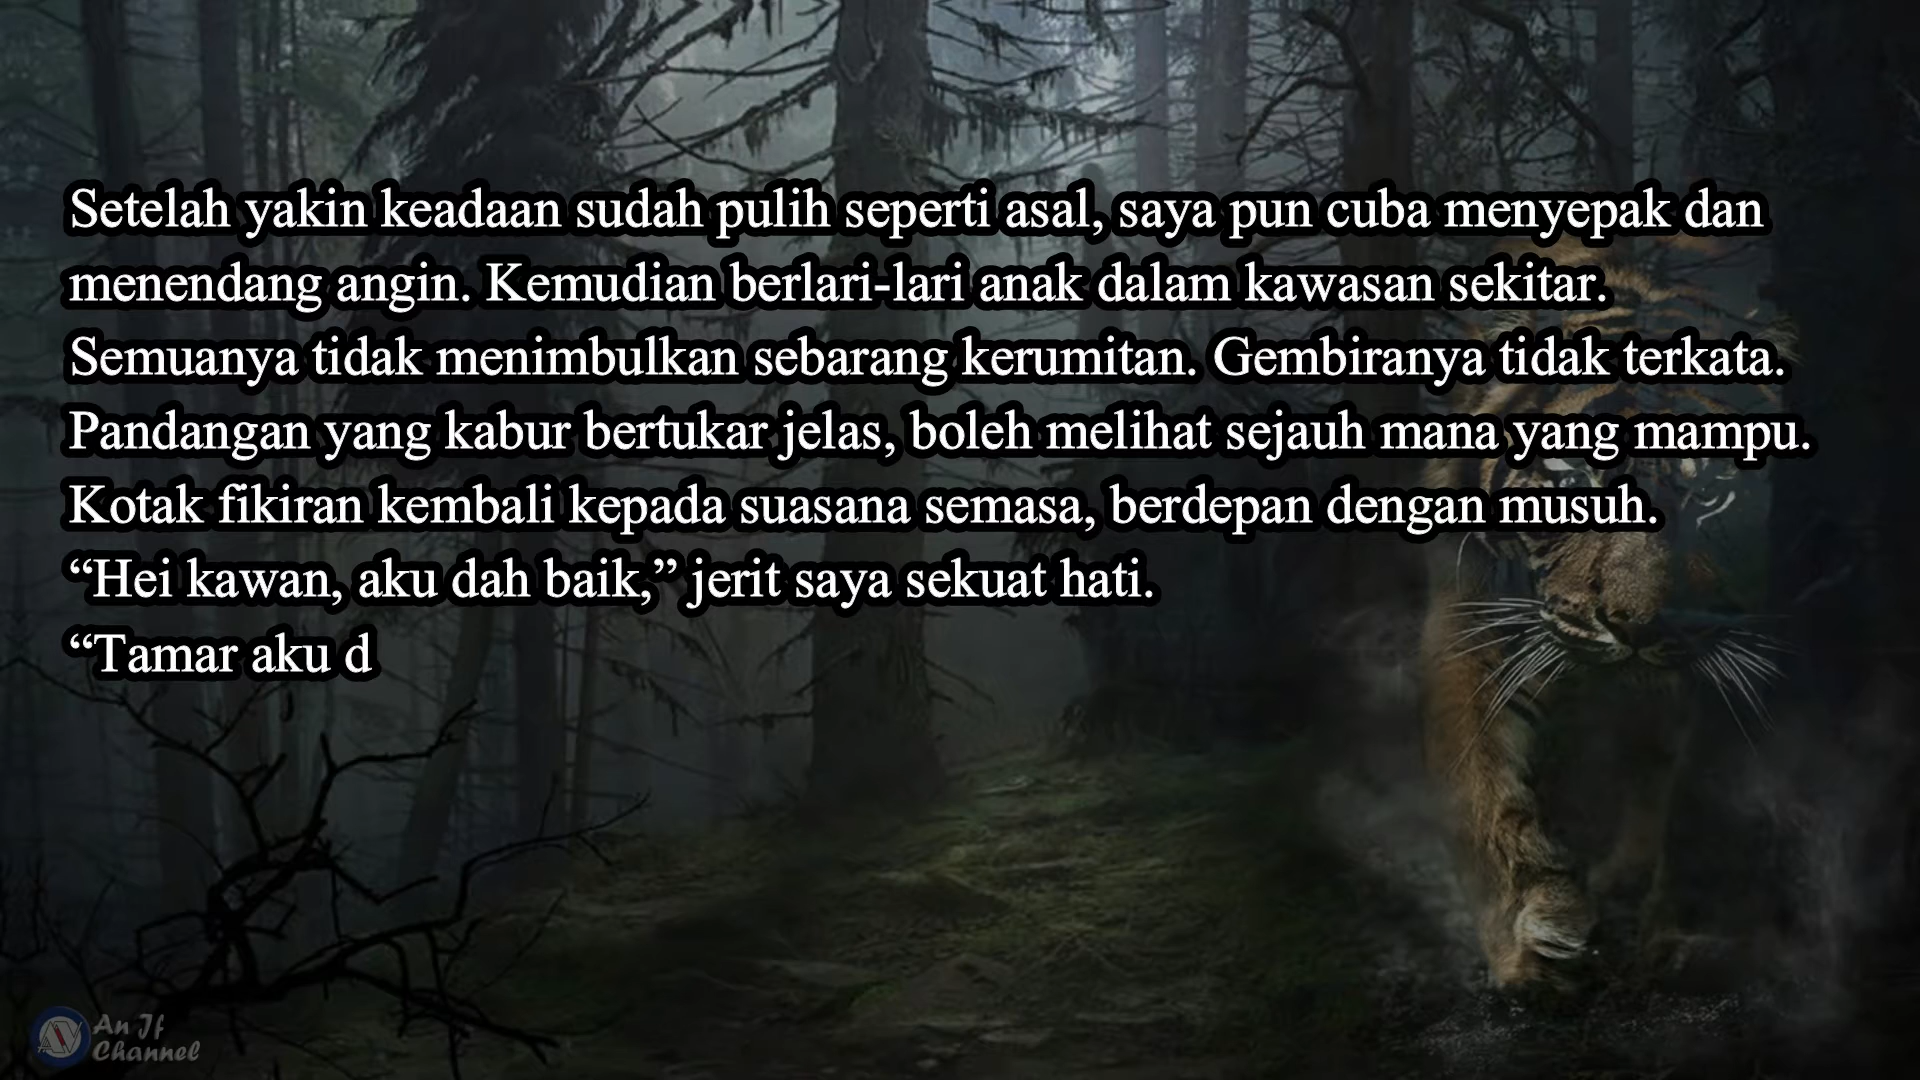 Setelah yakin keadaan sudah pulih seperti asal, saya pun cuba menyepak dan
menendang angin. Kemudian berlari-lari anak dalam kawasan sekitar.
Semuanya tidak menimbulkan sebarang kerumitan. Gembiranya tidak terkata.
Pandangan yang kabur bertukar jelas, boleh melihat sejauh mana yang mampu.
Kotak fikiran kembali kepada suasana semasa, berdepan dengan musuh.
“Hei kawan, aku dah baik,” jerit saya sekuat hati.
“Tamar aku d
An Jf
Channel